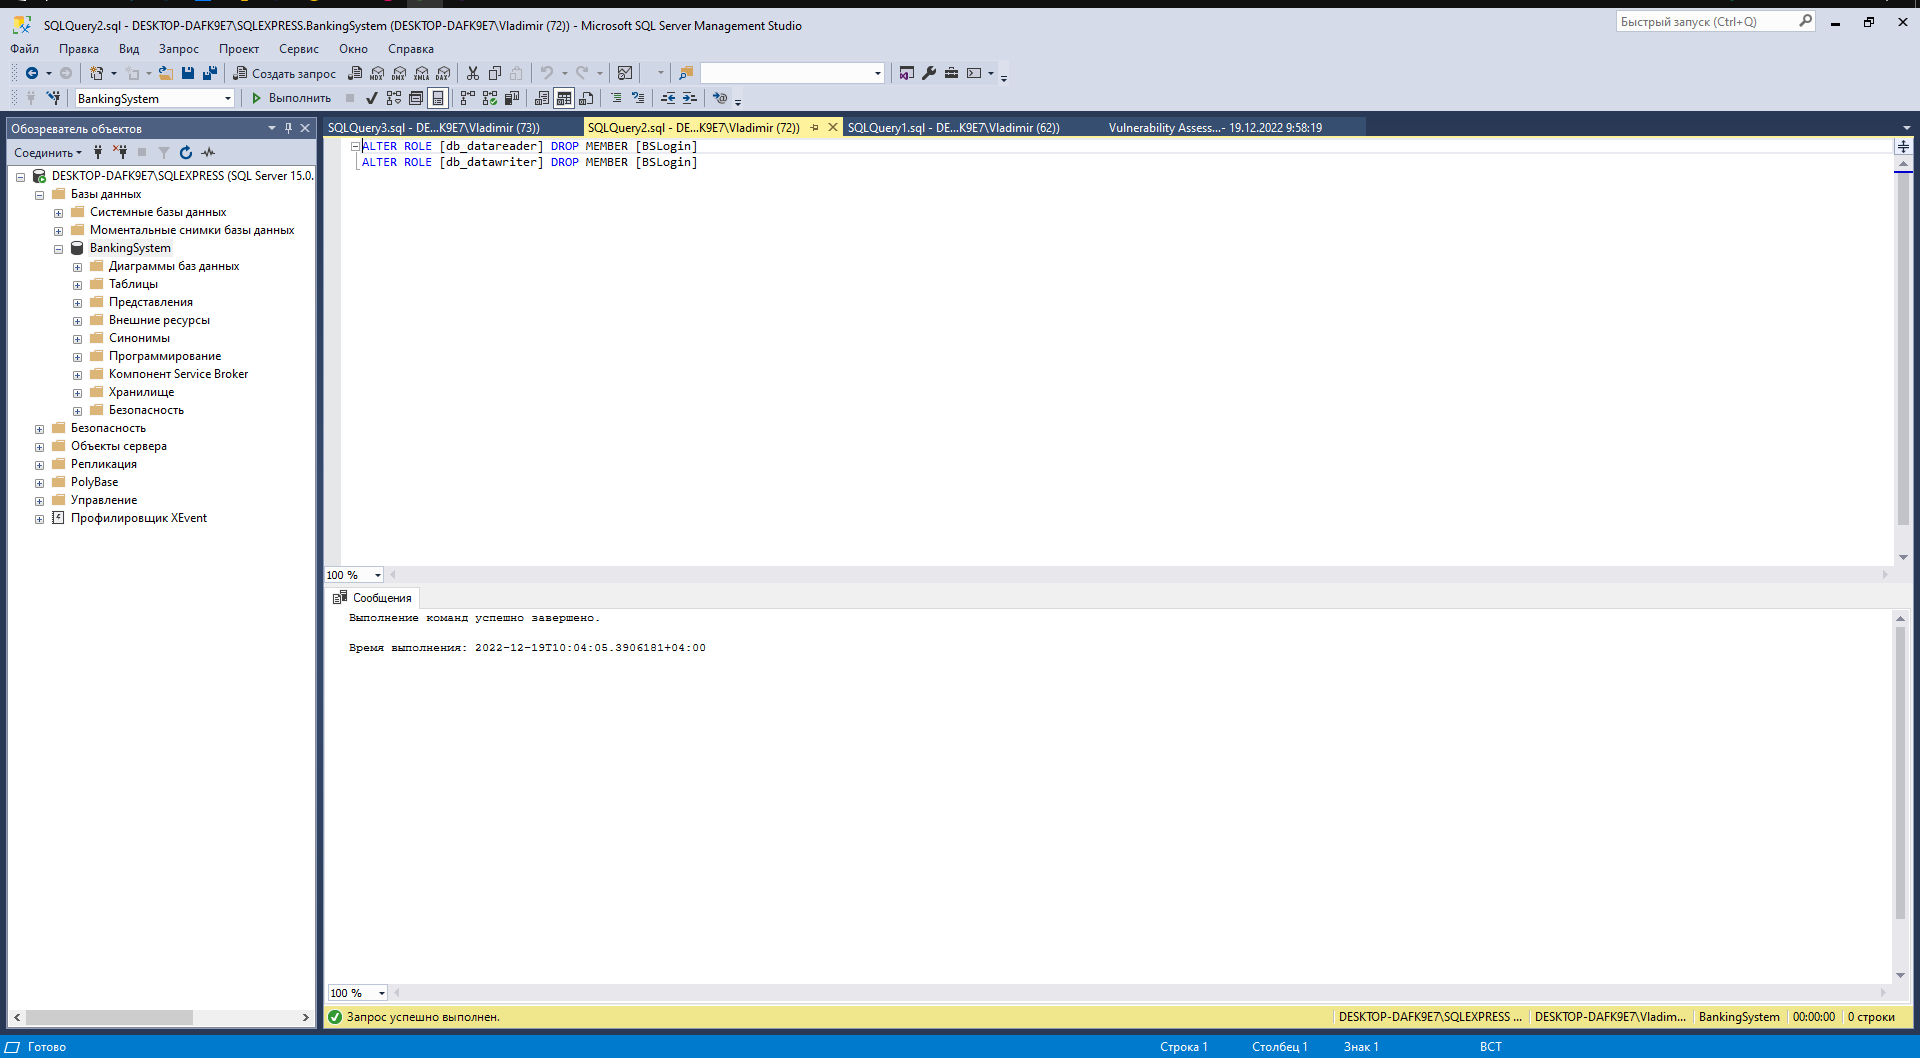 SQLQuery2.sql - DESKTOP-DAFK9E7\SQLEXPRESS.BankingSystem (DESKTOP-DAFK9E7\Vladimir (72)) - Microsoft SQL Server Management Studio
Быстрый запуск (Ctrl+Q)
Файл Правка Вид Запрос Проект Сервис Окно Справка
Создать запрос MDX DMX XMLA DAX
BankingSystem Выполнить
Обозреватель объектов
SQLQuery3.sql - DE...K9E7\Vladimir (73)) SQLQuery2.sql - DE...K9E7\Vladimir (72)) SQLQuery1.sql - DE...K9E7\Vladimir (62)) Vulnerability Assess...- 19.12.2022 9:58:19
Соединить
DESKTOP-DAFK9E7\SQLEXPRESS (SQL Server 15.0.
Базы данных
Системные базы данных
Моментальные снимки базы данных
BankingSystem
Диаграммы баз данных
Таблицы
Представления
Внешние ресурсы
Синонимы
Программирование
Компонент Service Broker
Хранилище
Безопасность
Безопасность
Объекты сервера
Репликация
PolyBase
Управление
Профилировщик XEvent
ALTER ROLE [db_datareader] DROP MEMBER [BSLogin]
ALTER ROLE [db_datawriter] DROP MEMBER [BSLogin]
100 %
Сообщения
Выполнение команд успешно завершено.
Время выполнения: 2022-12-19T10:04:05.3906181+04:00
100 %
Запрос успешно выполнен. DESKTOP-DAFK9E7\SQLEXPRESS ... DESKTOP-DAFK9E7\Vladim... BankingSystem 00:00:00 0 строки
Готово Строка 1 Столбец 1 Знак 1 ВСТ